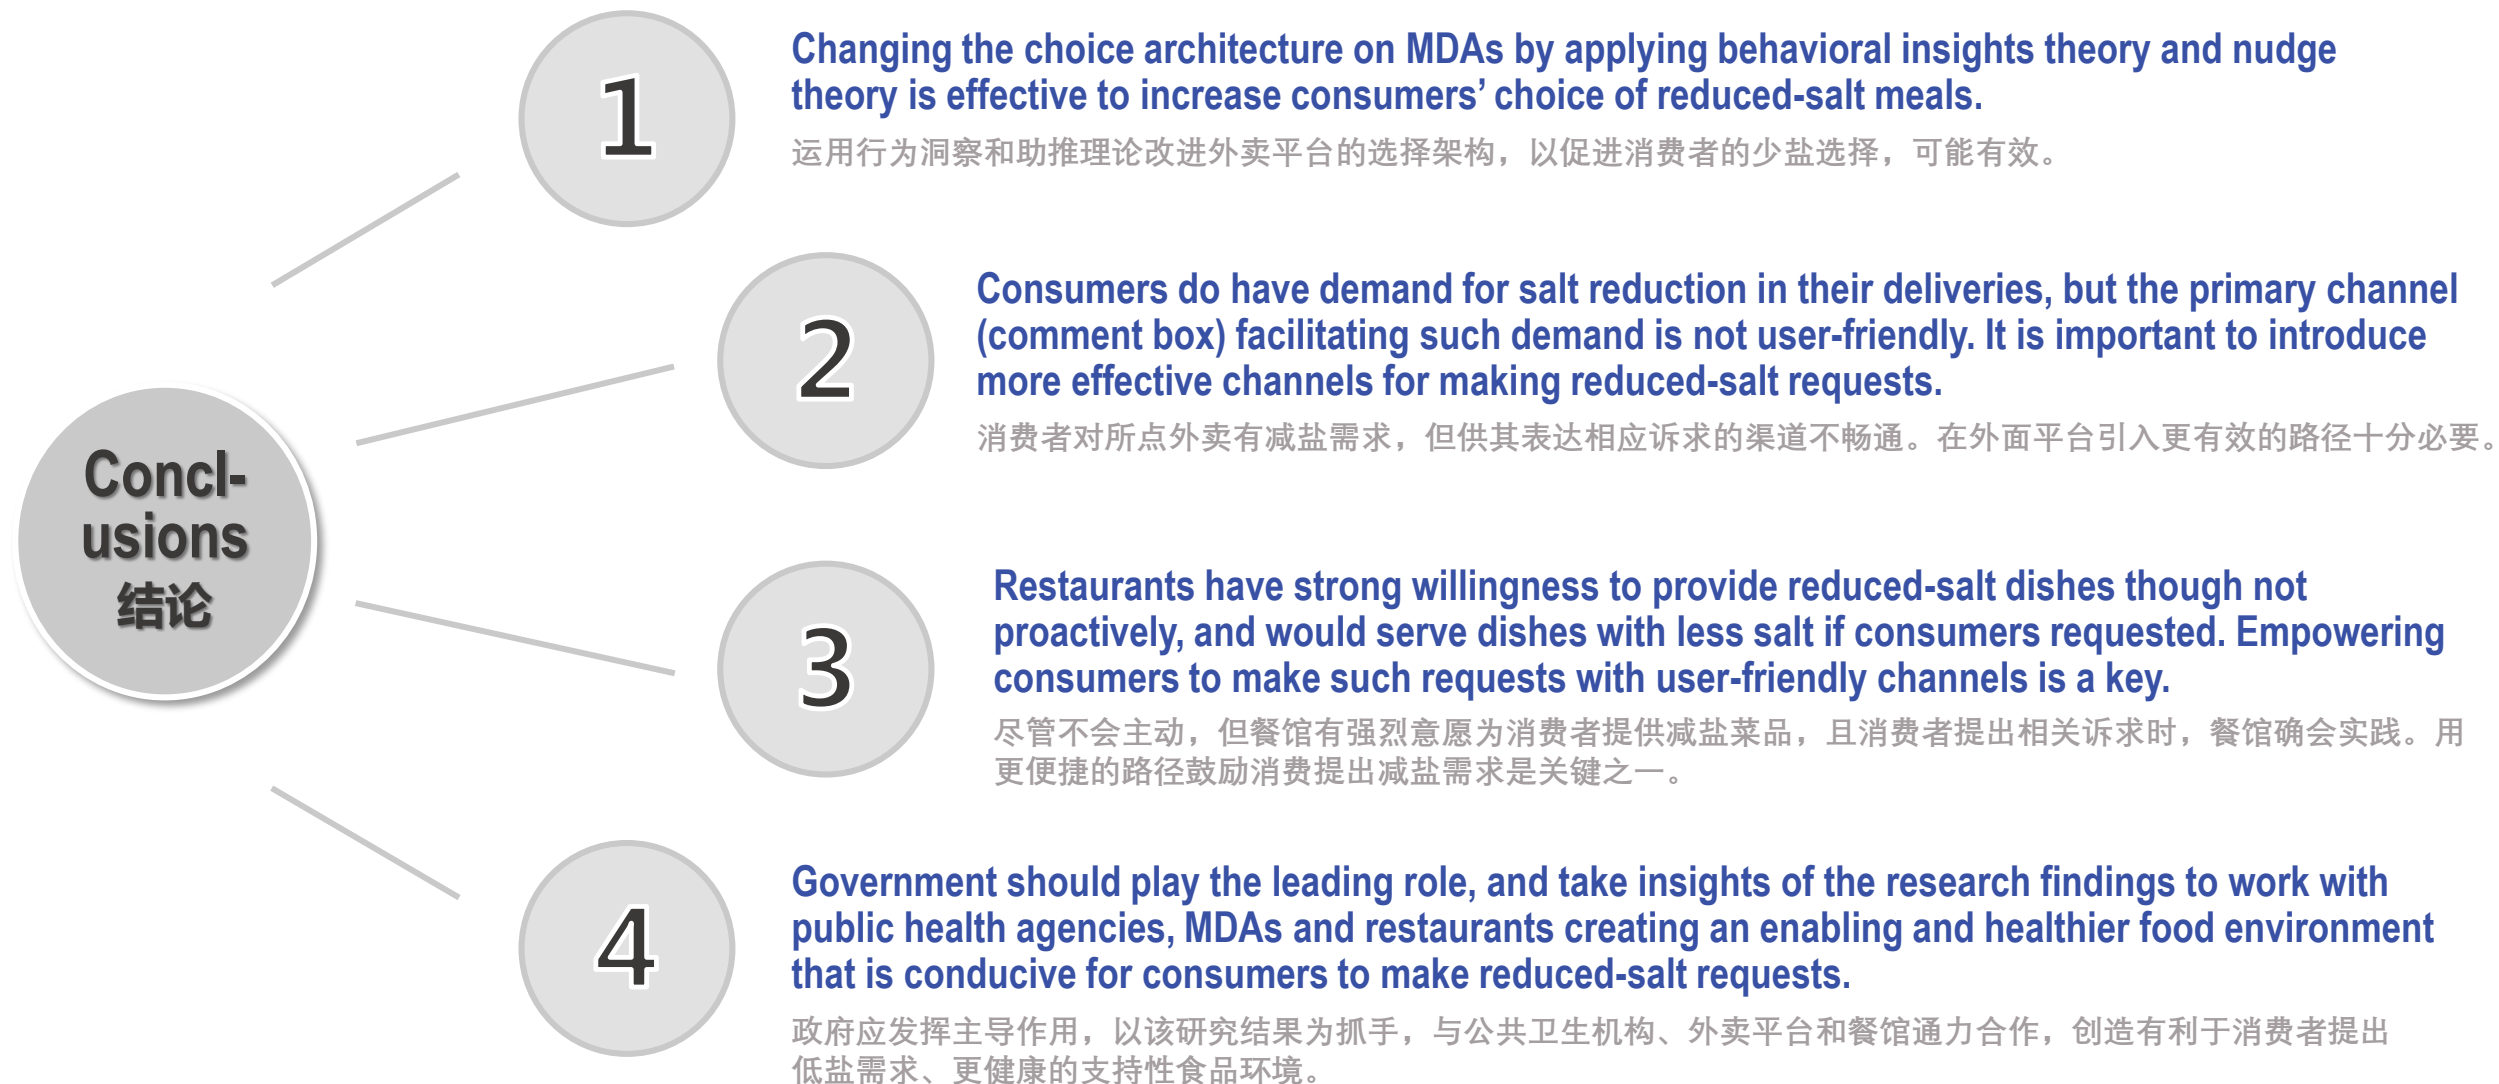 Concl-
usions
结论
1
Changing the choice architecture on MDAs by applying behavioral insights theory and nudge
theory is effective to increase consumers’ choice of reduced-salt meals.
运用行为洞察和助推理论改进外卖平台的选择架构，以促进消费者的少盐选择，可能有效。
2
Consumers do have demand for salt reduction in their deliveries, but the primary channel
(comment box) facilitating such demand is not user-friendly. It is important to introduce
more effective channels for making reduced-salt requests.
消费者对所点外卖有减盐需求，但供其表达相应诉求的渠道不畅通。在外面平台引入更有效的路径十分必要。
3
Restaurants have strong willingness to provide reduced-salt dishes though not
proactively, and would serve dishes with less salt if consumers requested. Empowering
consumers to make such requests with user-friendly channels is a key.
尽管不会主动，但餐馆有强烈意愿为消费者提供减盐菜品，且消费者提出相关诉求时，餐馆确会实践。用
更便捷的路径鼓励消费提出减盐需求是关键之一。
4
Government should play the leading role, and take insights of the research findings to work with
public health agencies, MDAs and restaurants creating an enabling and healthier food environment
that is conducive for consumers to make reduced-salt requests.
政府应发挥主导作用，以该研究结果为抓手，与公共卫生机构、外卖平台和餐馆通力合作，创造有利于消费者提出
低盐需求、更健康的支持性食品环境。